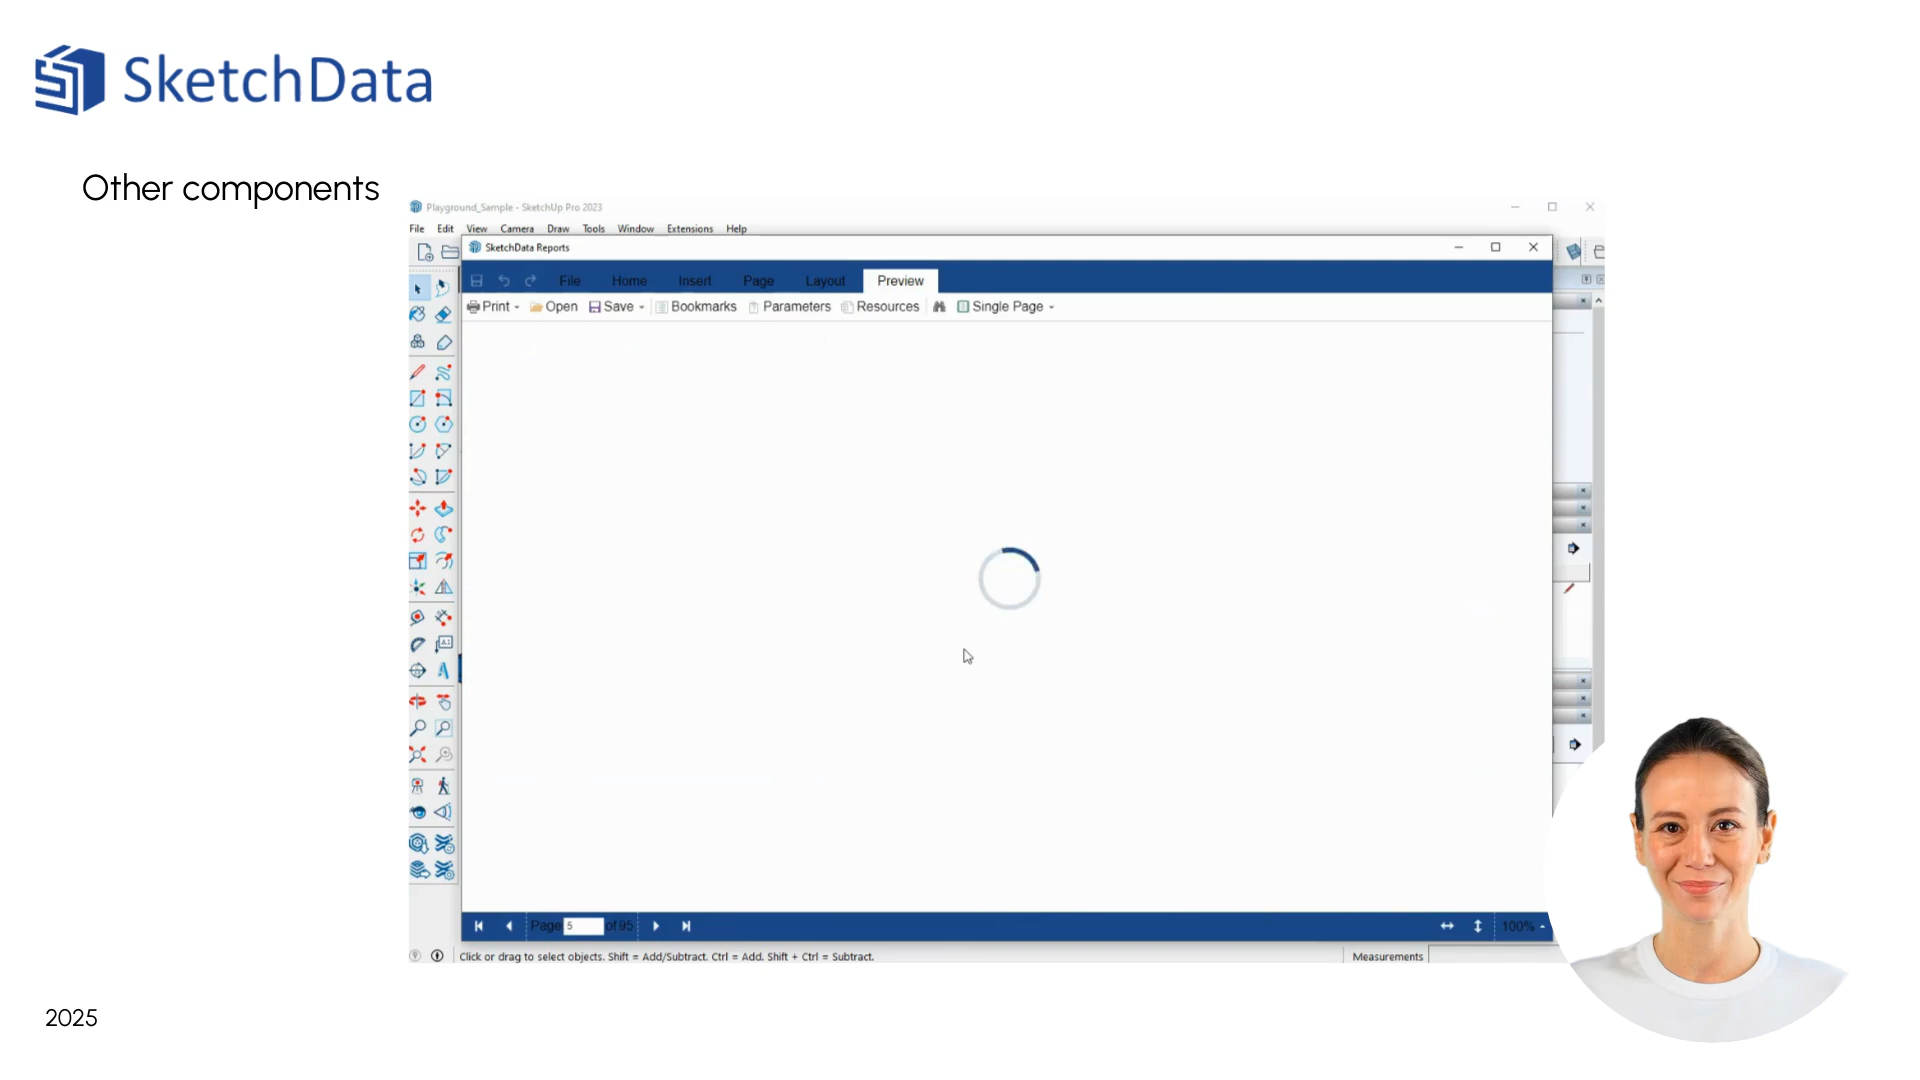 SketchData
Other components
Playground_Sample - SketchUp Pro 2023
File Edit View Camera Draw Tools Window Extensions Help
SketchData Reports
File Home Insert Page Layout Preview
Print Open Save Bookmarks Parameters Resources Single Page
Page 5 of 95 100%
Click or drag to select objects. Shift = Add/Subtract. Ctrl = Add. Shift + Ctrl = Subtract. Measurements
2025